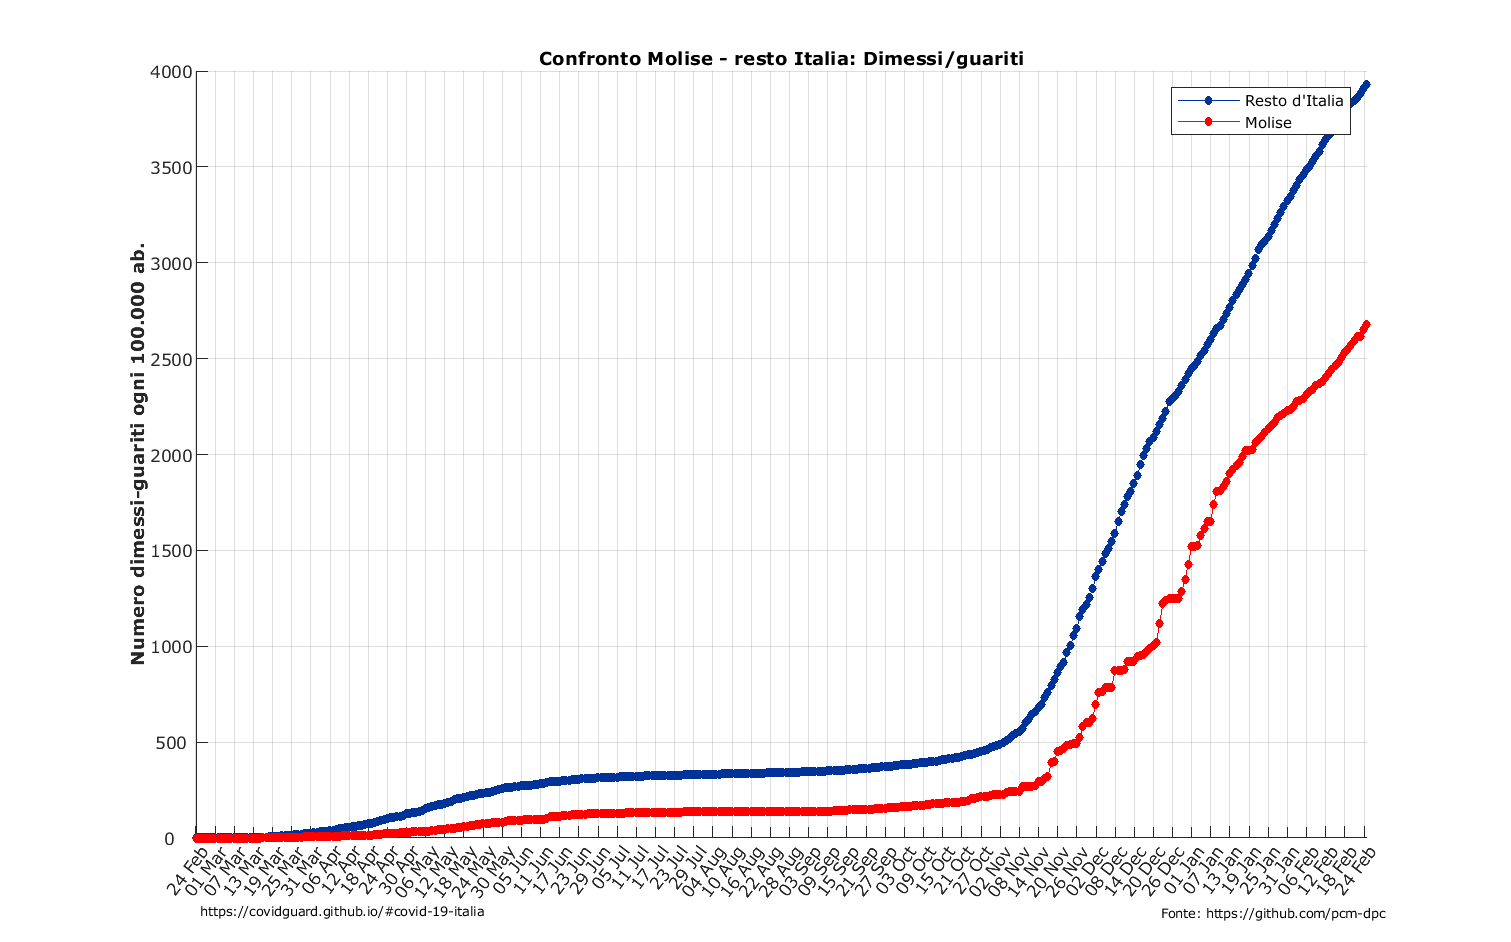 Confronto Molise - resto Italia: Dimessi/guariti
Numero dimessi-guariti ogni 100.000 ab.
4000
3500
3000
2500
2000
1500
1000
500
0
Resto d'Italia
Molise
24 Feb
01 Mar
07 Mar
13 Mar
19 Mar
25 Mar
31 Mar
06 Apr
12 Apr
18 Apr
24 Apr
30 Apr
06 May
12 May
18 May
24 May
30 May
05 Jun
11 Jun
17 Jun
23 Jun
29 Jul
05 Jul
11 Jul
17 Jul
23 Jul
29 Jul
04 Aug
10 Aug
16 Aug
22 Aug
28 Aug
03 Sep
09 Sep
15 Sep
21 Sep
27 Sep
03 Oct
09 Oct
15 Oct
21 Oct
27 Oct
02 Nov
08 Nov
14 Nov
20 Nov
26 Nov
02 Dec
08 Dec
14 Dec
20 Dec
26 Dec
01 Jan
07 Jan
13 Jan
19 Jan
25 Jan
31 Jan
06 Feb
12 Feb
18 Feb
24 Feb
https://covidguard.github.io/#covid-19-italia
Fonte: https://github.com/pcm-dpc